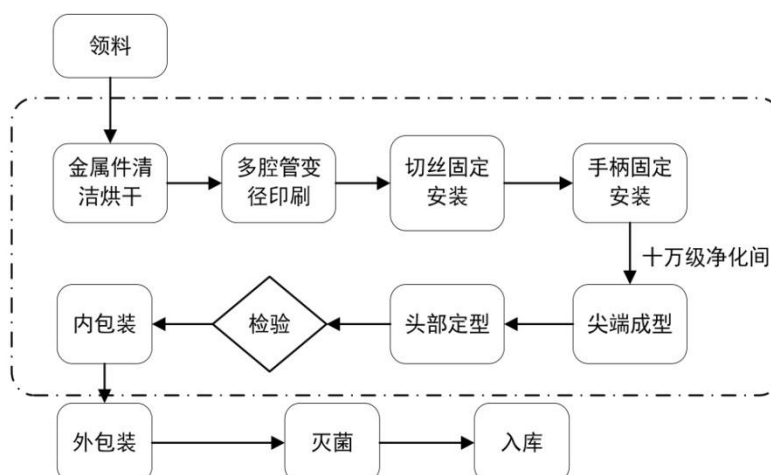 领料
金属件清
洁烘干
多腔管变
径印刷
切丝固定
安装
手柄固定
安装
十万级净化间
尖端成型
头部定型
检验
内包装
外包装
灭菌
入库